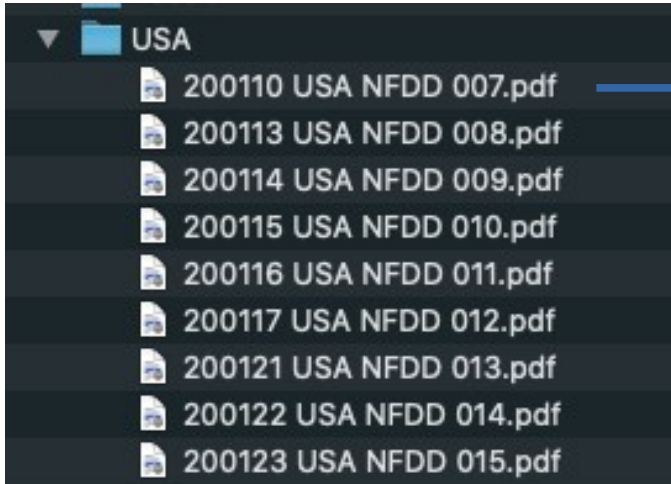 USA
200110 USA NFDD 007.pdf
200113 USA NFDD 008.pdf
200114 USA NFDD 009.pdf
200115 USA NFDD 010.pdf
200116 USA NFDD 011.pdf
200117 USA NFDD 012.pdf
200121 USA NFDD 013.pdf
200122 USA NFDD 014.pdf
200123 USA NFDD 015.pdf